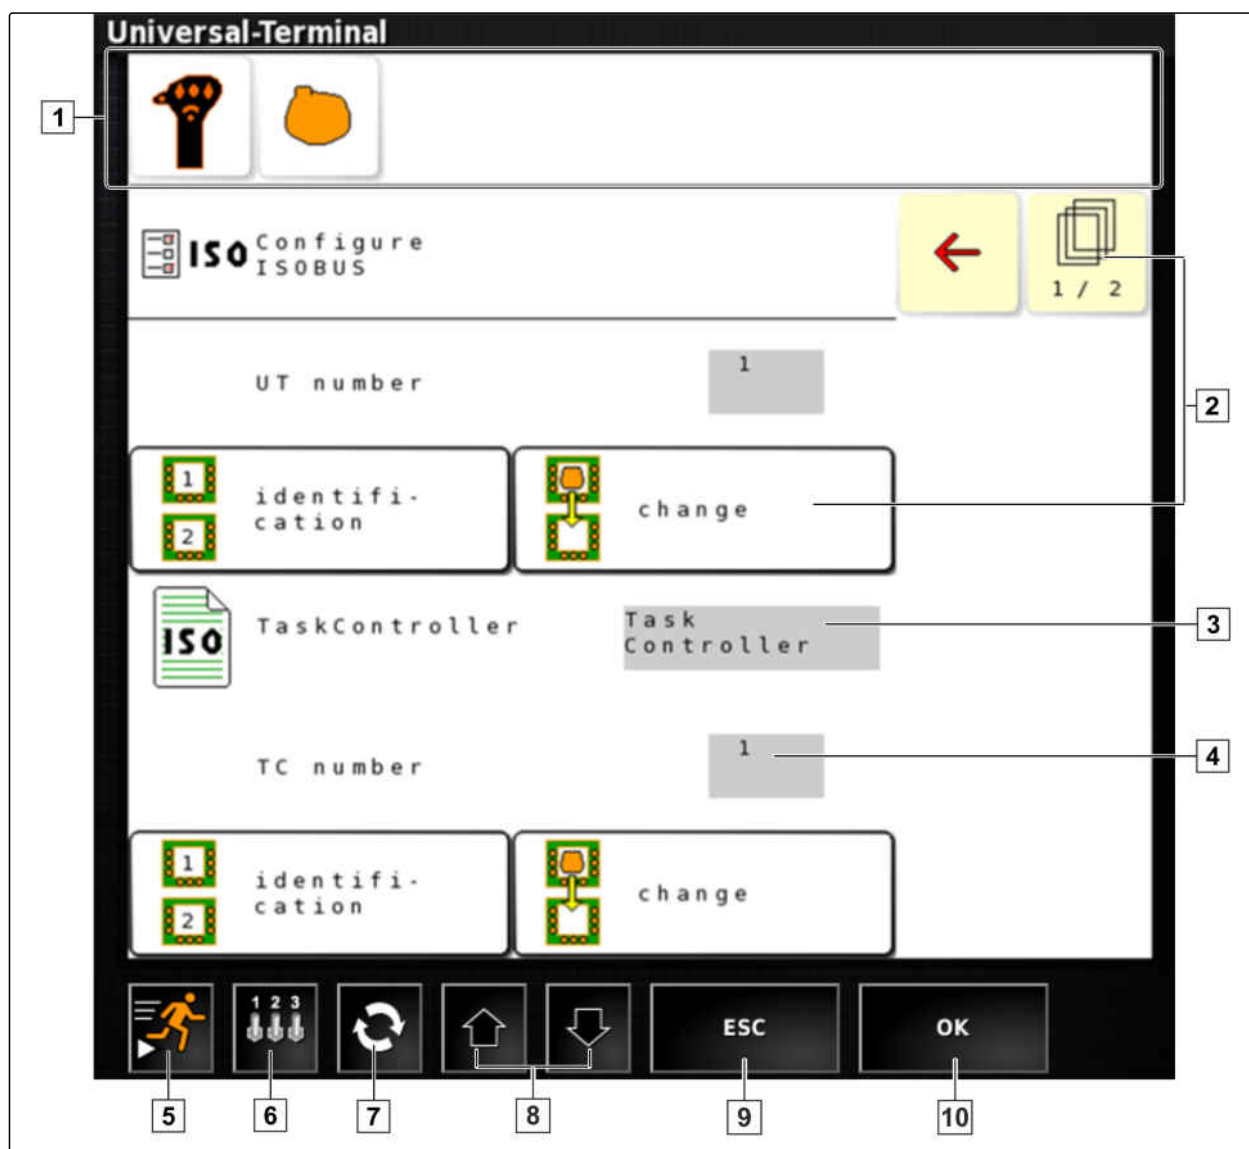 Universal-Terminal
1
ISO Configure
ISOBUS
1 / 2
UT number
1
2
1
2
identifi-
cation
change
ISO
TaskController
Task
Controller
3
TC number
1
4
1
2
identifi-
cation
change
1 2 3
ESC
OK
5
6
7
8
9
10